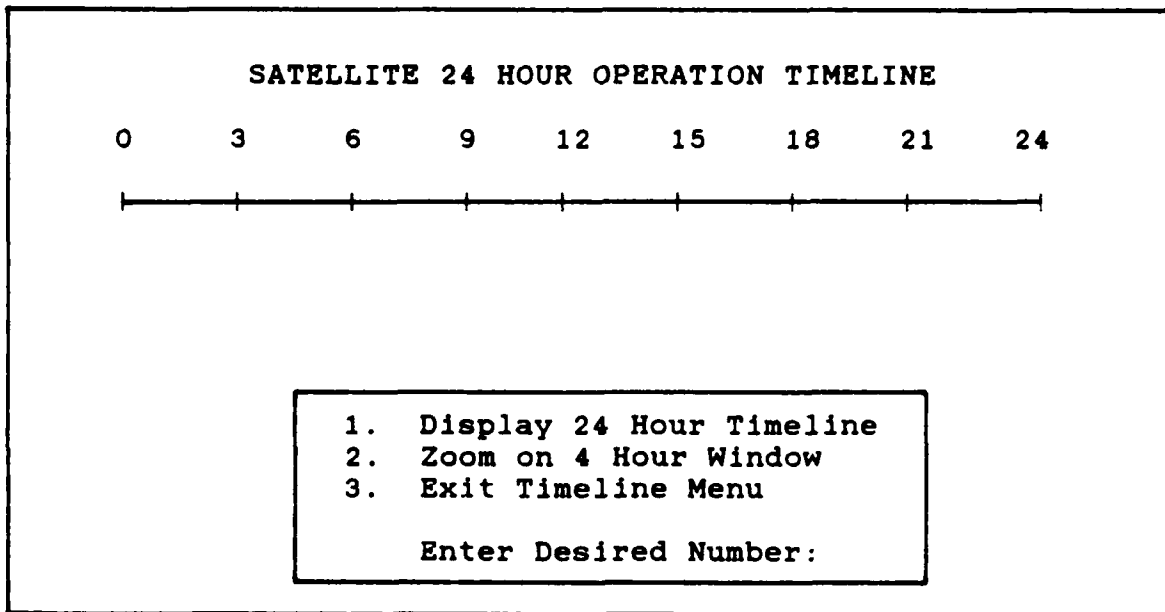 SATELLITE 24 HOUR OPERATION TIMELINE
0 3 6 9 12 15 18 21 24
1. Display 24 Hour Timeline
2. Zoom on 4 Hour Window
3. Exit Timeline Menu
Enter Desired Number: